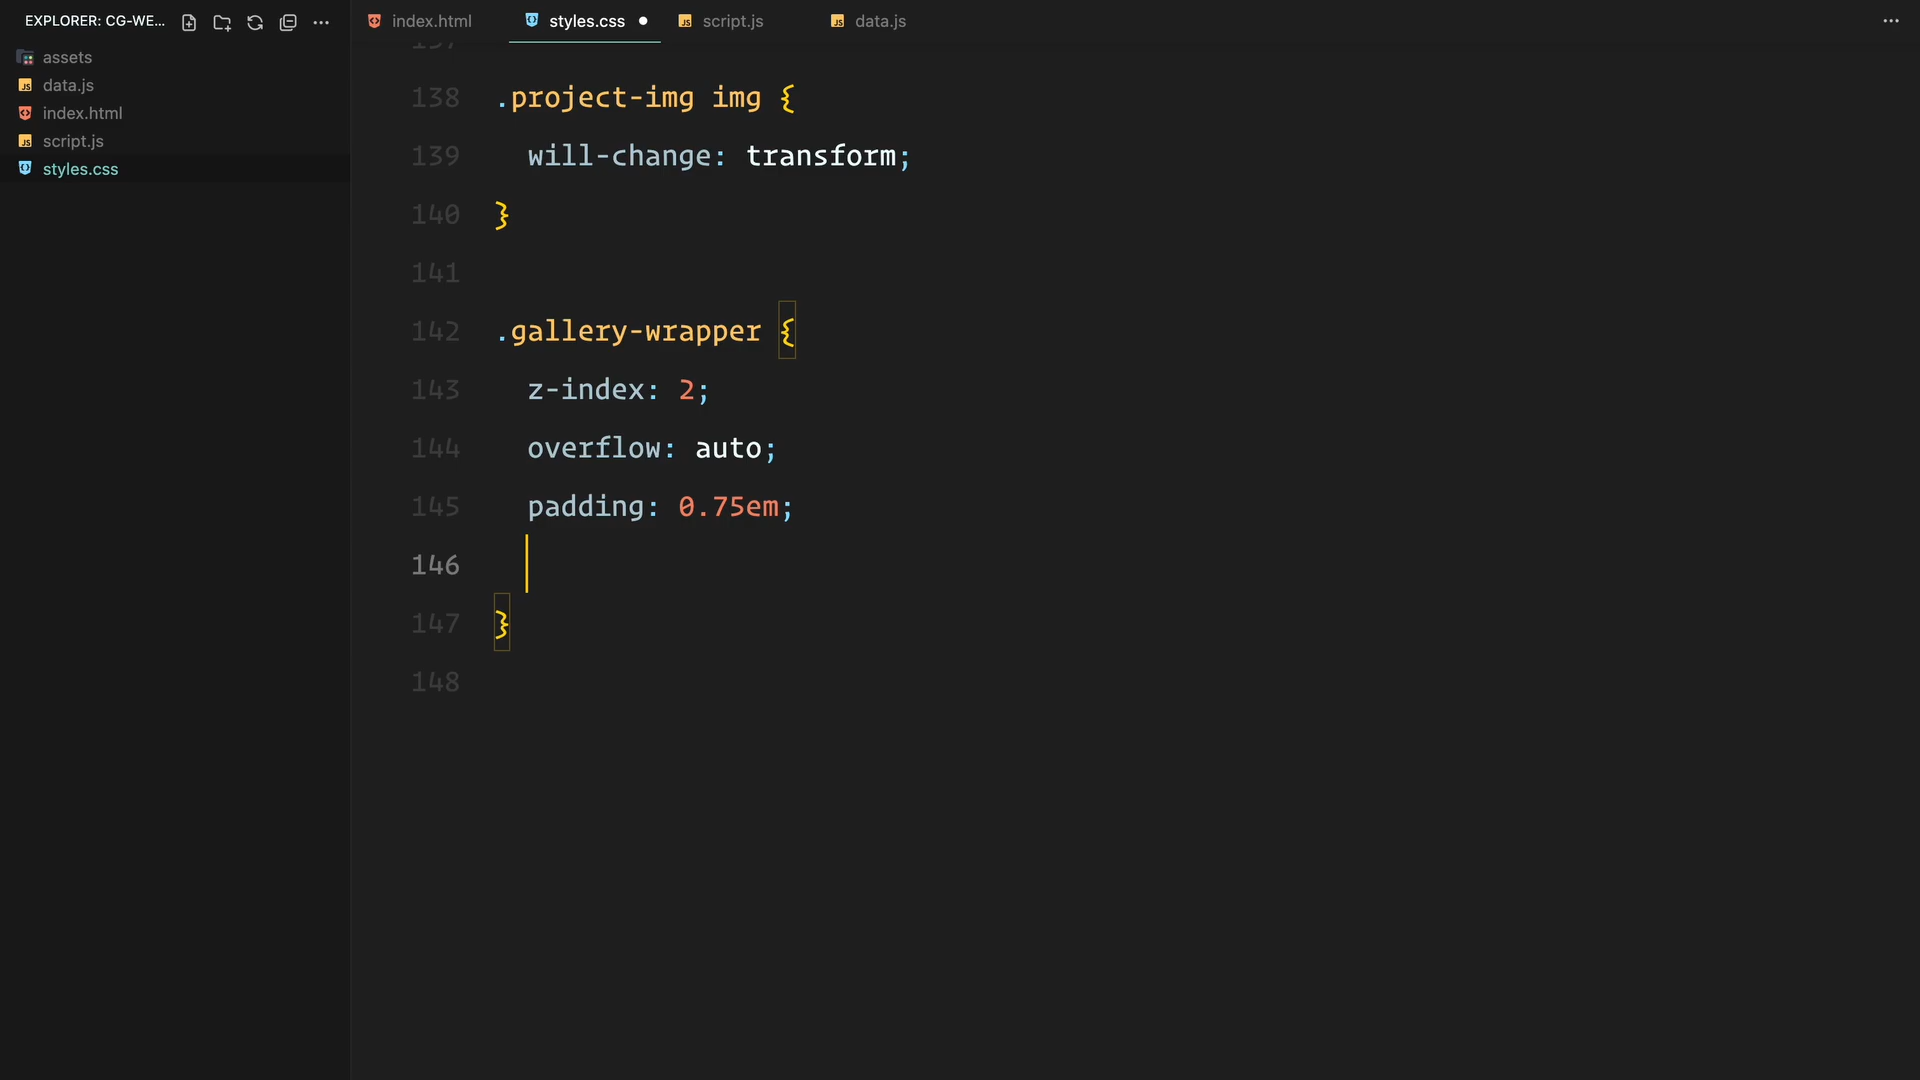 EXPLORER: CG-WE...
assets
data.js
index.html
script.js
styles.css
index.html
styles.css
script.js
data.js
137
138 .project-img img {
139 will-change: transform;
140 }
141
142 .gallery-wrapper {
143 z-index: 2;
144 overflow: auto;
145 padding: 0.75em;
146
147 }
148